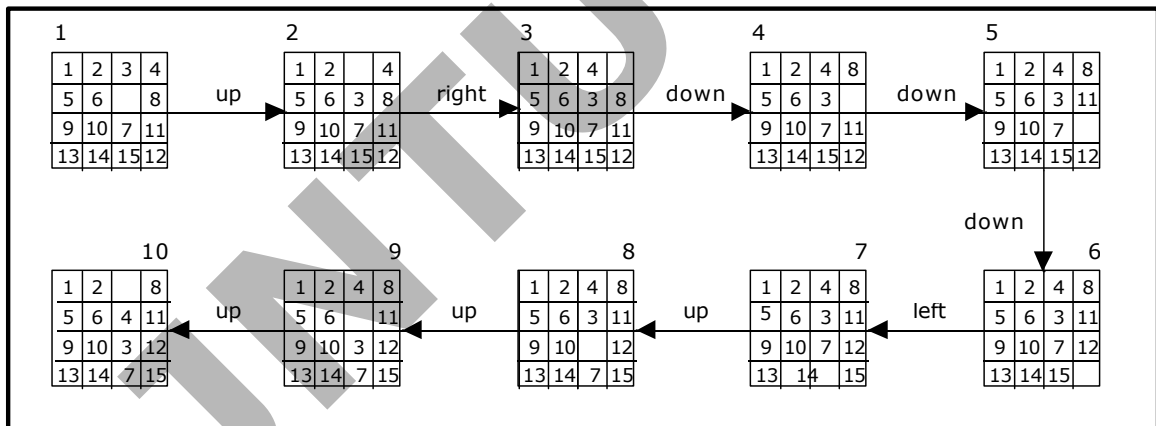 1 2 3 4 5
1 2 3 4 1 2 4 1 2 4 1 2 4 8 1 2 4 8
up right down down
5 6 8 5 6 3 8 5 6 3 8 5 6 3 5 6 3 11
9 10 7 11 9 10 7 11 9 10 7 11 9 10 7 11 9 10 7
13 14 15 12 13 14 15 12 13 14 15 12 13 14 15 12 13 14 15 12
down
10 9 8 7 6
1 2 8 1 2 4 8 1 2 4 8 1 2 4 8 1 2 4 8
up up up left
5 6 4 11 5 6 11 5 6 3 11 5 6 3 11 5 6 3 11
9 10 3 12 9 10 3 12 9 10 12 9 10 7 12 9 10 7 12
13 14 7 15 13 14 7 15 13 14 7 15 13 14 15 13 14 15
JNTU